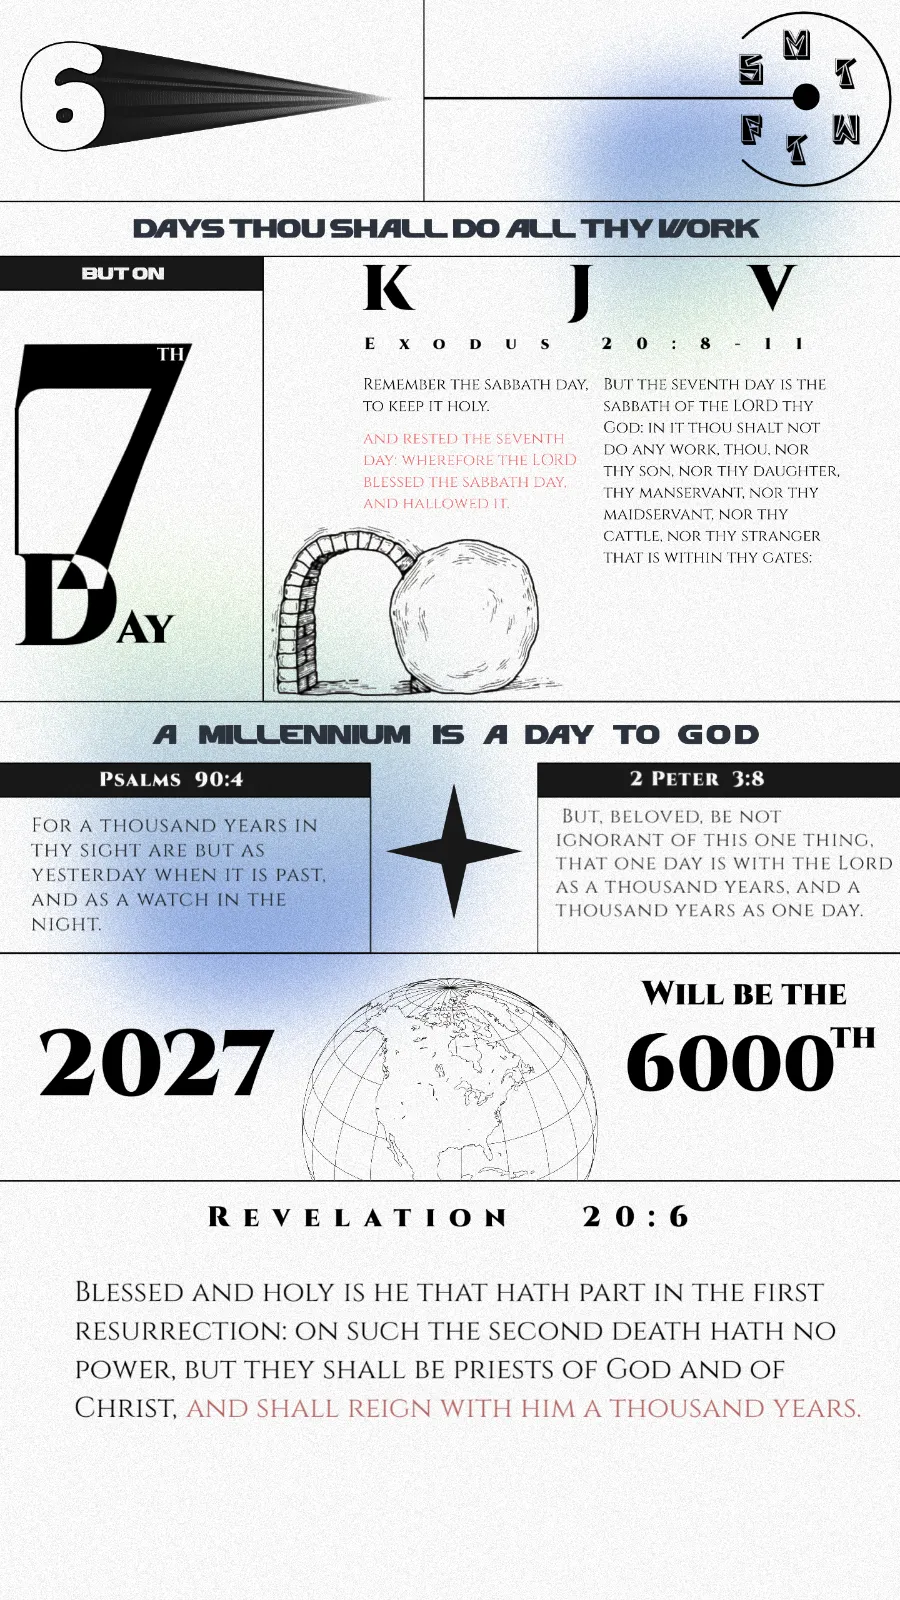 6
S M T W T F
DAYS THOU SHALL DO ALL THY WORK
BUT ON
7TH
DAY
K J V
EXODUS 20:8-11
REMEMBER THE SABBATH DAY,
TO KEEP IT HOLY.
AND RESTED THE SEVENTH
DAY: WHEREFORE THE LORD
BLESSED THE SABBATH DAY,
AND HALLOWED IT.
BUT THE SEVENTH DAY IS THE
SABBATH OF THE LORD THY
GOD: IN IT THOU SHALT NOT
DO ANY WORK, THOU, NOR
THY SON, NOR THY DAUGHTER,
THY MANSERVANT, NOR THY
MAIDSERVANT, NOR THY
CATTLE, NOR THY STRANGER
THAT IS WITHIN THY GATES:
A MILLENNIUM IS A DAY TO GOD
PSALMS 90:4
FOR A THOUSAND YEARS IN
THY SIGHT ARE BUT AS
YESTERDAY WHEN IT IS PAST,
AND AS A WATCH IN THE
NIGHT.
2 PETER 3:8
BUT, BELOVED, BE NOT
IGNORANT OF THIS ONE THING,
THAT ONE DAY IS WITH THE LORD
AS A THOUSAND YEARS, AND A
THOUSAND YEARS AS ONE DAY.
2027
WILL BE THE
6000TH
REVELATION 20:6
BLESSED AND HOLY IS HE THAT HATH PART IN THE FIRST
RESURRECTION: ON SUCH THE SECOND DEATH HATH NO
POWER, BUT THEY SHALL BE PRIESTS OF GOD AND OF
CHRIST, AND SHALL REIGN WITH HIM A THOUSAND YEARS.